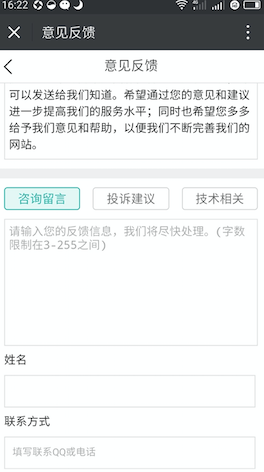 16:22
意见反馈
意见反馈
可以发送给我们知道。希望通过您的意见和建议
进一步提高我们的服务水平；同时也希望您多多
给予我们意见和帮助，以便我们不断完善我们的
网站。
咨询留言 投诉建议 技术相关
请输入您的反馈信息，我们将尽快处理。(字数
限制在3-255之间)
姓名
联系方式
填写联系QQ或电话